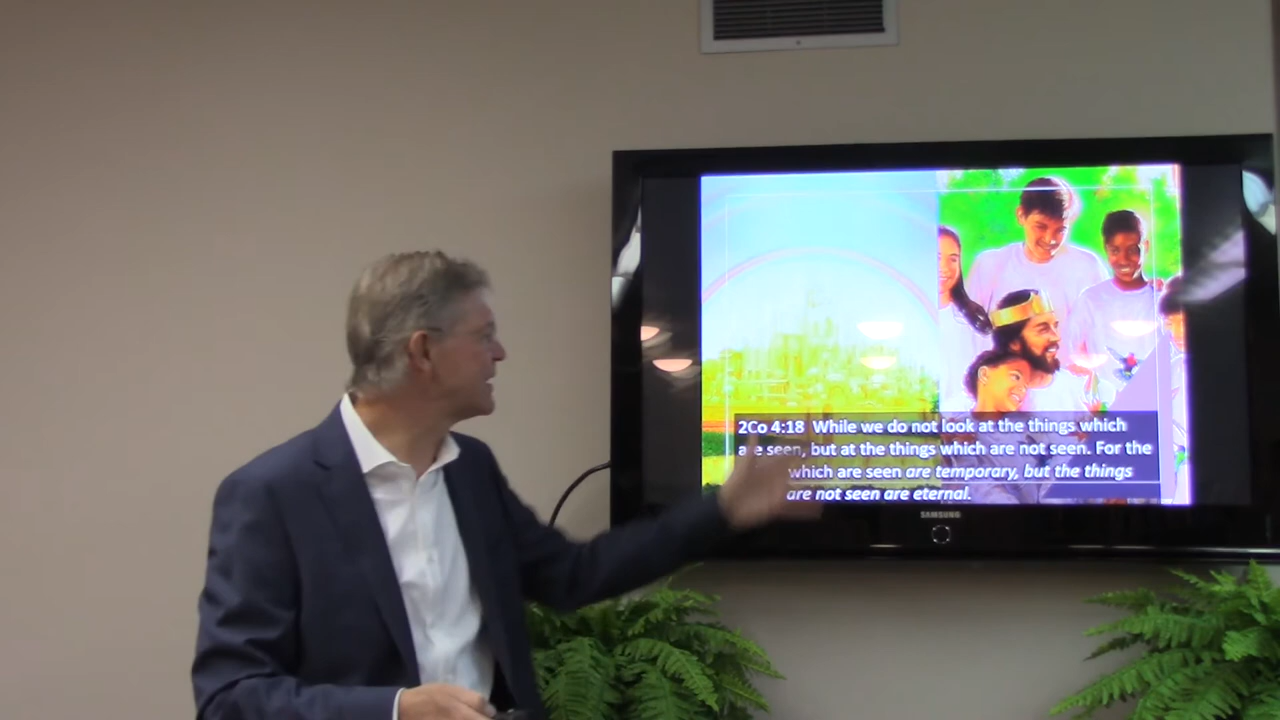 2Co 4:18 While we do not look at the things which
are seen, but at the things which are not seen. For the
which are seen are temporary, but the things
are not seen are eternal.
SAMSUNG